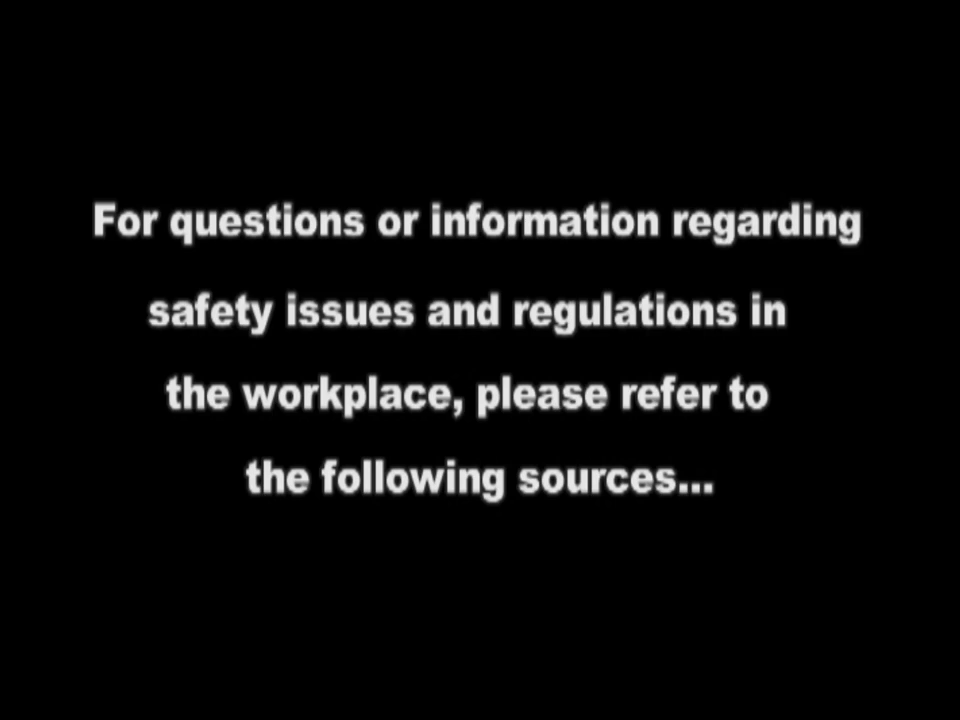 For questions or information regarding
safety issues and regulations in
the workplace, please refer to
the following sources...